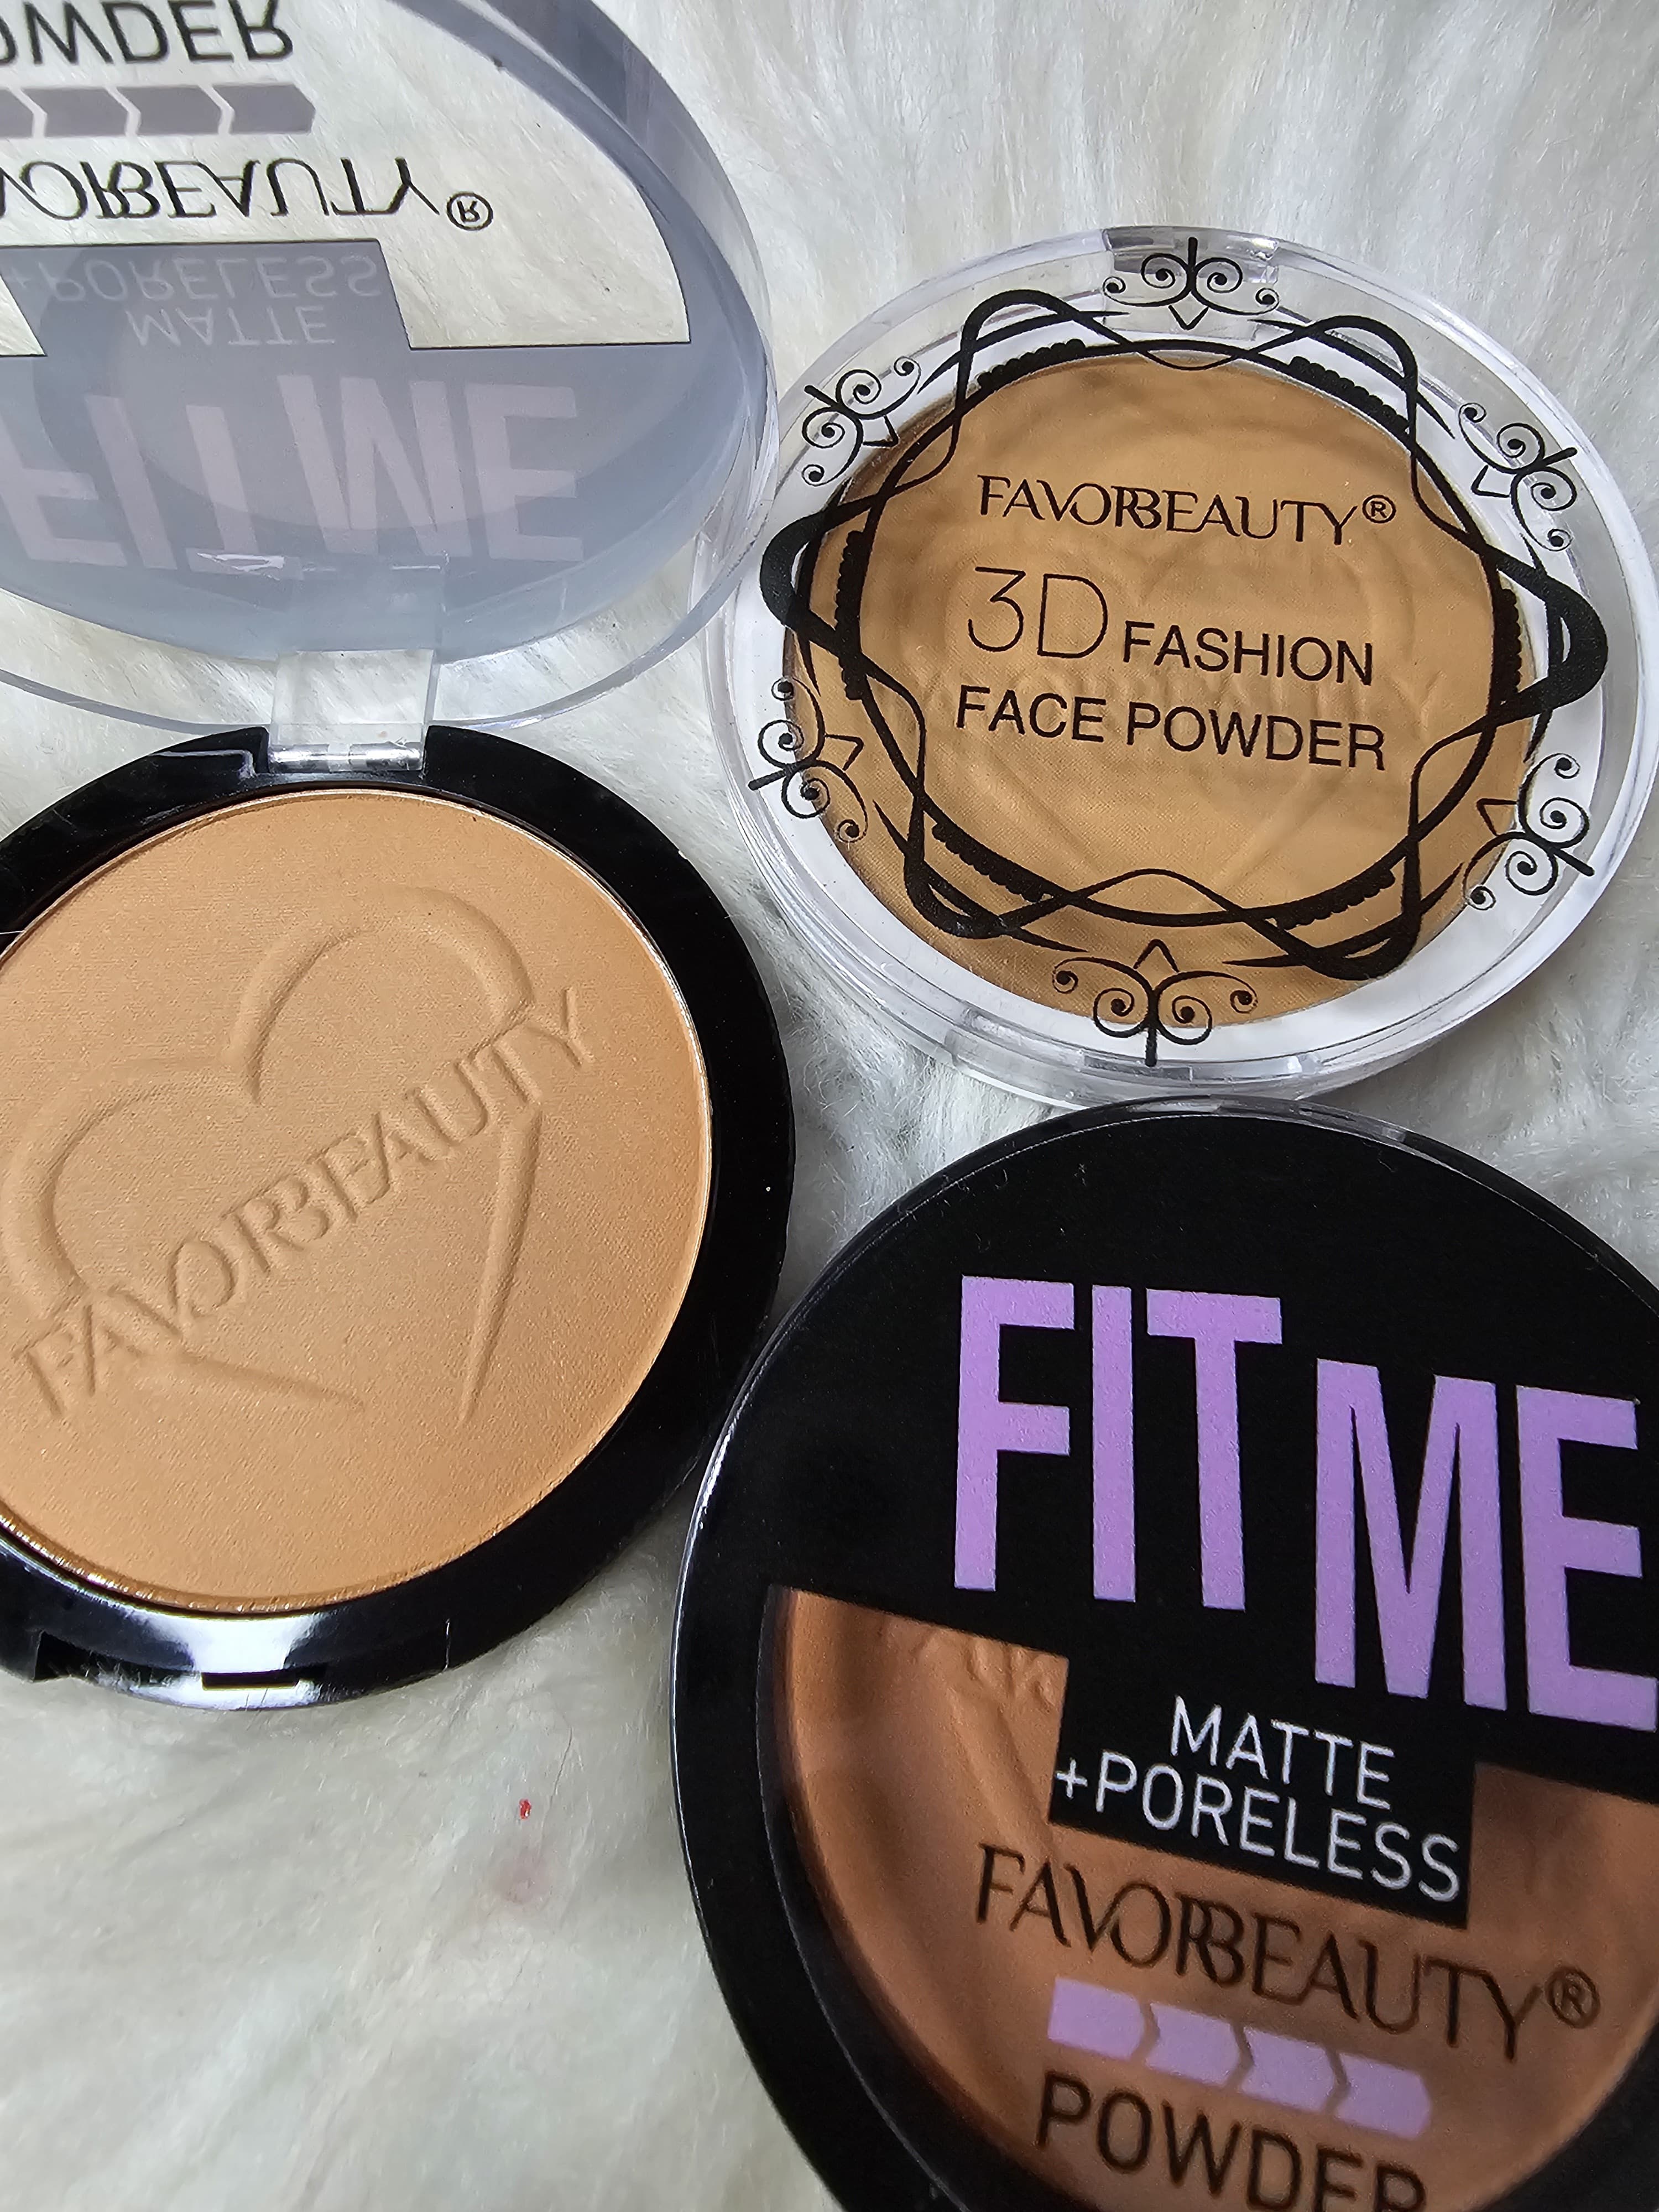 POWDER
FAVORBEAUTY®
+PORELESS
MATTE
FIT ME
FAVORBEAUTY
FAVORBEAUTY®
3D FASHION
FACE POWDER
FIT ME
MATTE
+PORELESS
FAVORBEAUTY®
POWDER